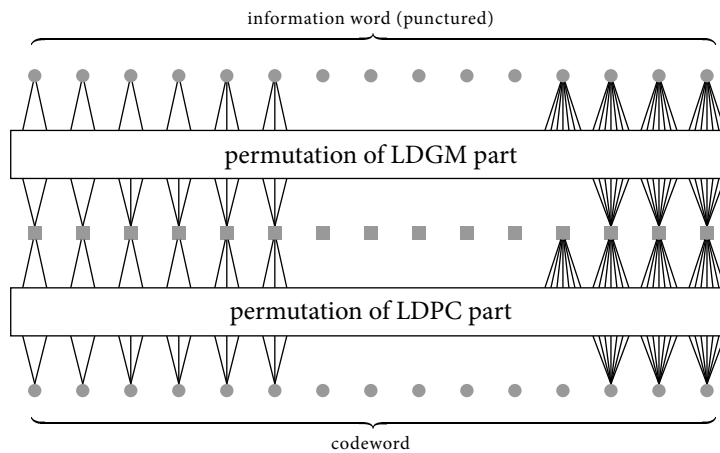 information word (punctured)
permutation of LDGM part
permutation of LDPC part
codeword